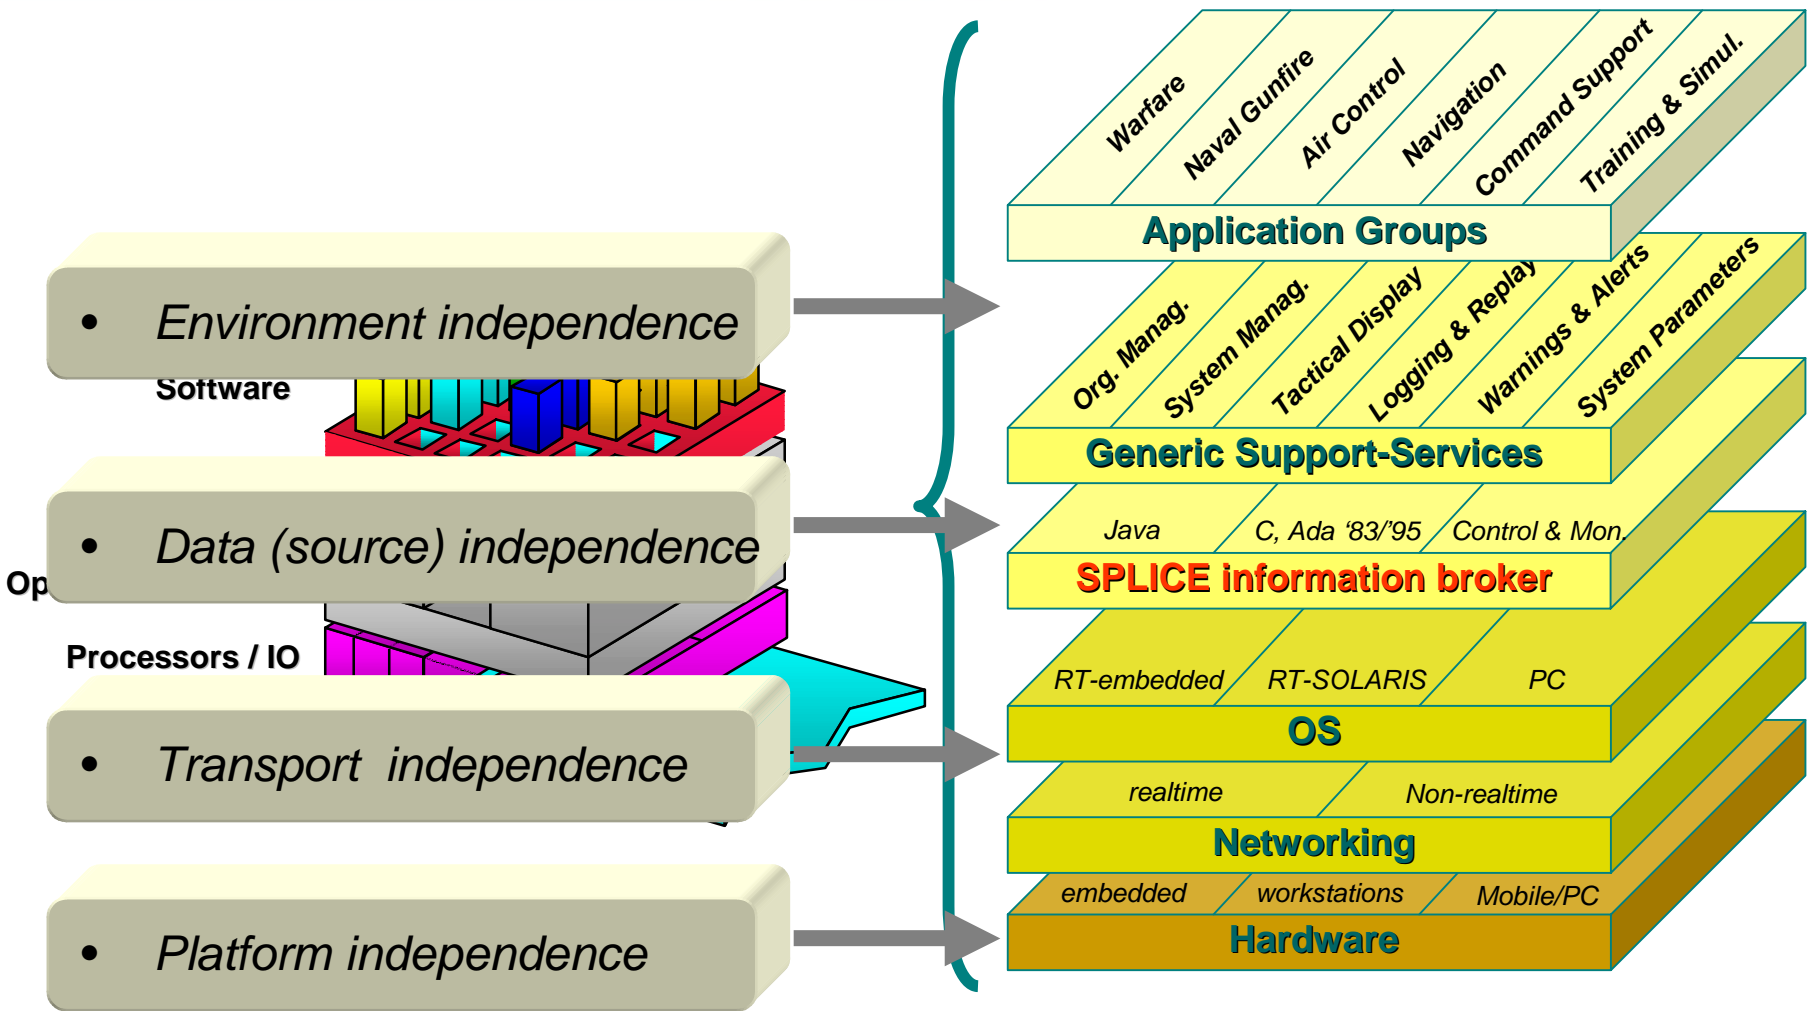 • Environment independence
Software
• Data (source) independence
Op
Processors / IO
• Transport independence
• Platform independence
Warfare
Naval Gunfire
Air Control
Navigation
Command Support
Training & Simul.
Application Groups
Org. Manag.
System Manag.
Tactical Display
Logging & Replay
Warnings & Alerts
System Parameters
Generic Support-Services
Java
C, Ada ‘83/’95
Control & Mon.
SPLICE information broker
RT-embedded
RT-SOLARIS
PC
OS
realtime
Non-realtime
Networking
embedded
workstations
Mobile/PC
Hardware